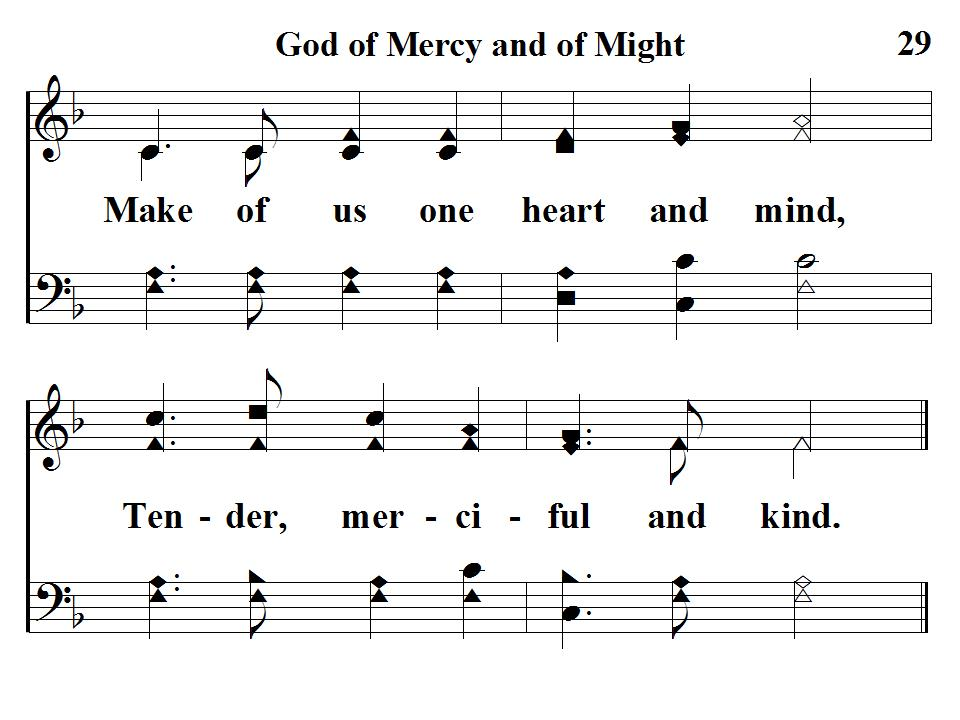 God of Mercy and of Might 29
Make of us one heart and mind,
Ten - der, mer - ci - ful and kind.